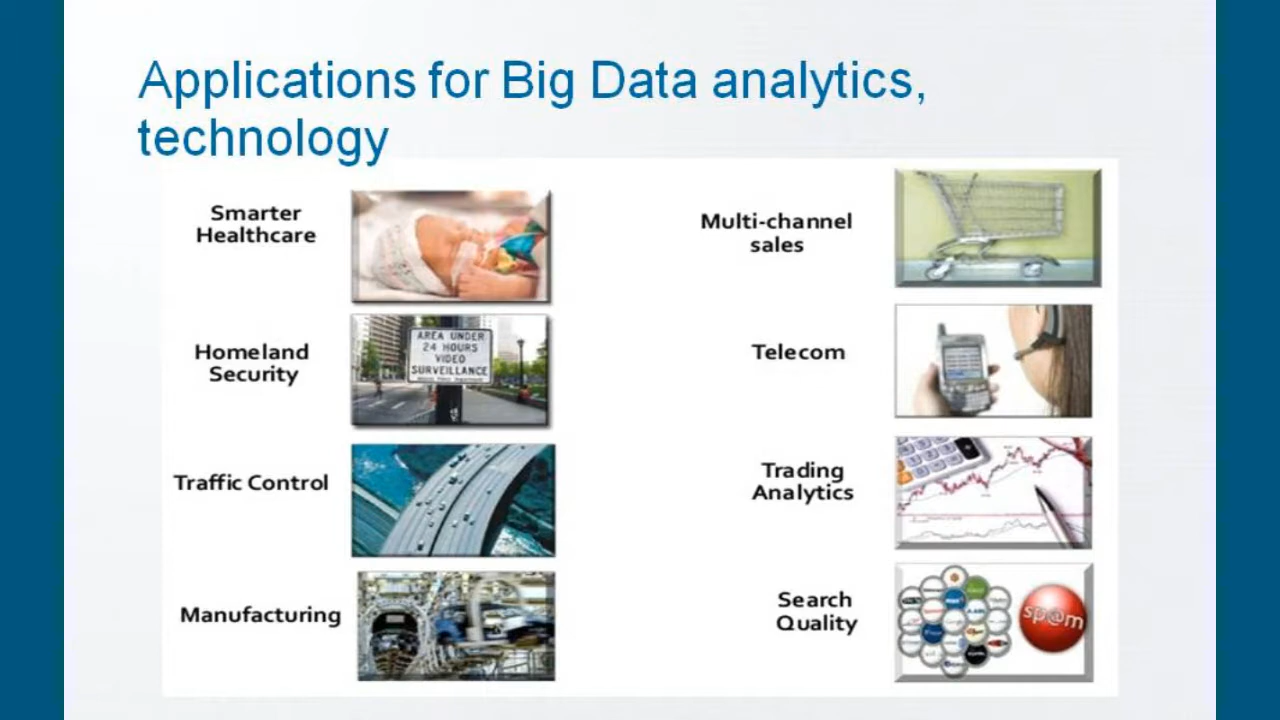 Applications for Big Data analytics,
technology
Smarter
Healthcare
Multi-channel
sales
Homeland
Security
AREA UNDER
24 HOURS
VIDEO
SURVEILLANCE
Telecom
Traffic Control
Trading
Analytics
Manufacturing
Search
Quality
sp@m